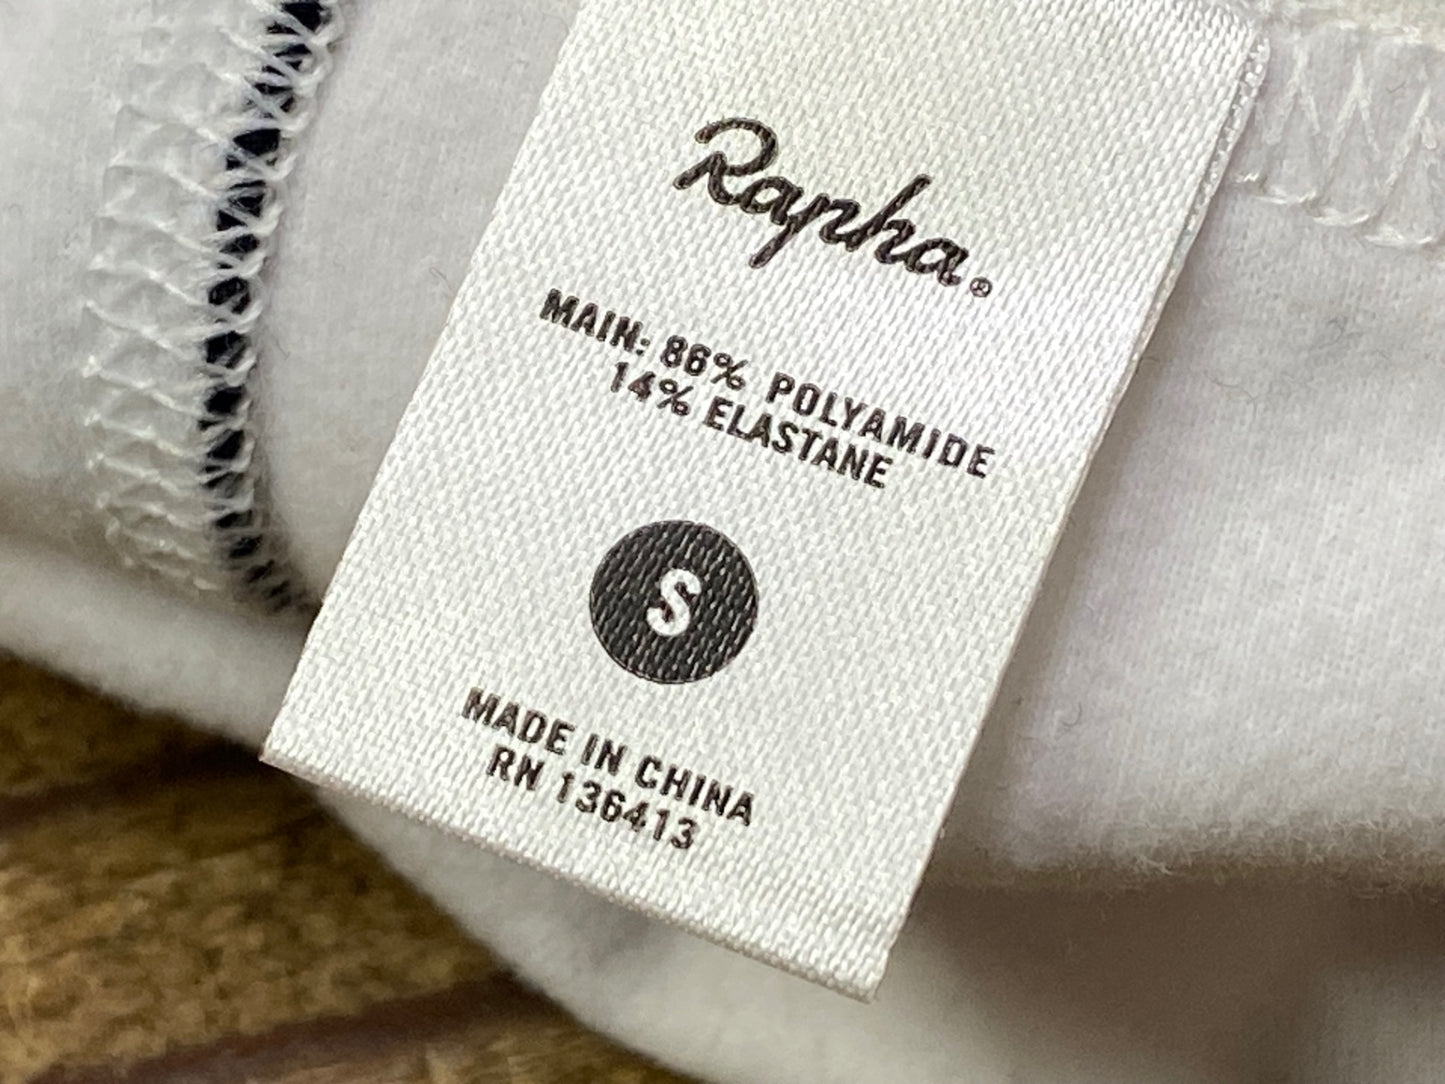 Rapha.®
MAIN: 86% POLYAMIDE
14% ELASTANE
S
MADE IN CHINA
RN 136413